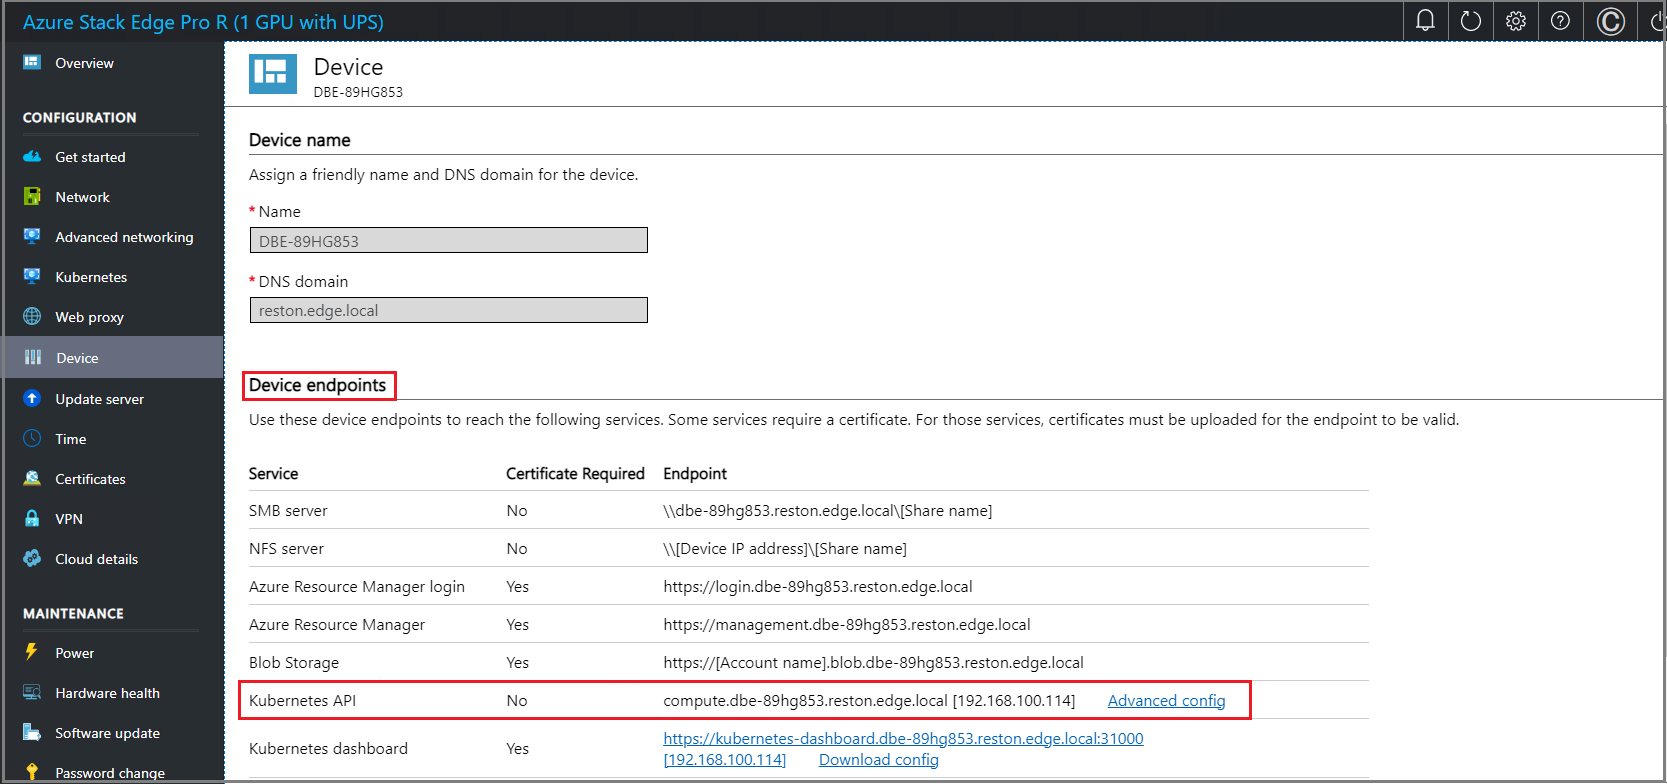 Azure Stack Edge Pro R (1 GPU with UPS)
Overview
CONFIGURATION
Get started
Network
Advanced networking
Kubernetes
Web proxy
Device
Update server
Time
Certificates
VPN
Cloud details
MAINTENANCE
Power
Hardware health
Software update
Password change
Device
DBE-89HG853
Device name
Assign a friendly name and DNS domain for the device.
* Name
DBE-89HG853
* DNS domain
reston.edge.local
Device endpoints
Use these device endpoints to reach the following services. Some services require a certificate. For those services, certificates must be uploaded for the endpoint to be valid.
Service Certificate Required Endpoint
SMB server No \\dbe-89hg853.reston.edge.local\[Share name]
NFS server No \\[Device IP address]\[Share name]
Azure Resource Manager login Yes https://login.dbe-89hg853.reston.edge.local
Azure Resource Manager Yes https://management.dbe-89hg853.reston.edge.local
Blob Storage Yes https://[Account name].blob.dbe-89hg853.reston.edge.local
Kubernetes API No compute.dbe-89hg853.reston.edge.local [192.168.100.114] Advanced config
Kubernetes dashboard Yes https://kubernetes-dashboard.dbe-89hg853.reston.edge.local:31000
[192.168.100.114] Download config